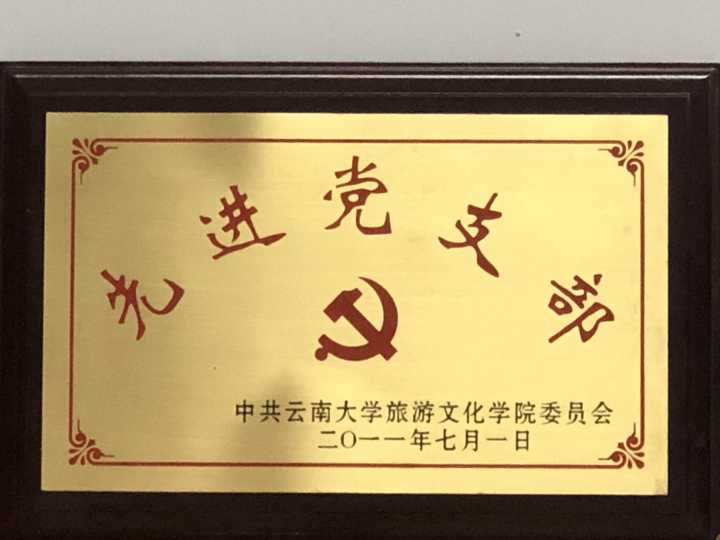 先进党支部
中共云南大学旅游文化学院委员会
二〇一一年七月一日